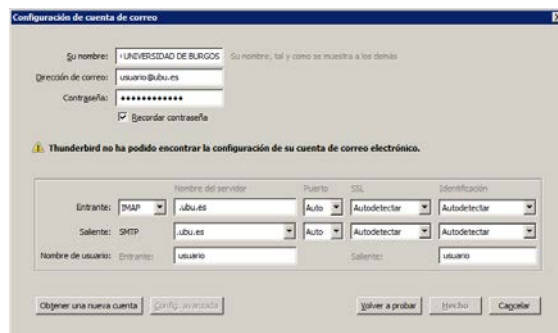 Configuración de cuenta de correo
Su nombre: UNIVERSIDAD DE BURGOS Su nombre, tal y como se muestra a los demás
Dirección de correo: usuario@ubu.es
Contraseña: ••••••••••••
Recordar contraseña
Thunderbird no ha podido encontrar la configuración de su cuenta de correo electrónico.
Nombre del servidor Puerto SSL Identificación
Entrante: IMAP .ubu.es Auto Autodetectar Autodetectar
Saliente: SMTP .ubu.es Auto Autodetectar Autodetectar
Nombre de usuario: Entrante: usuario Saliente: usuario
Obtener una nueva cuenta Config. avanzada Volver a probar Hecho Cancelar